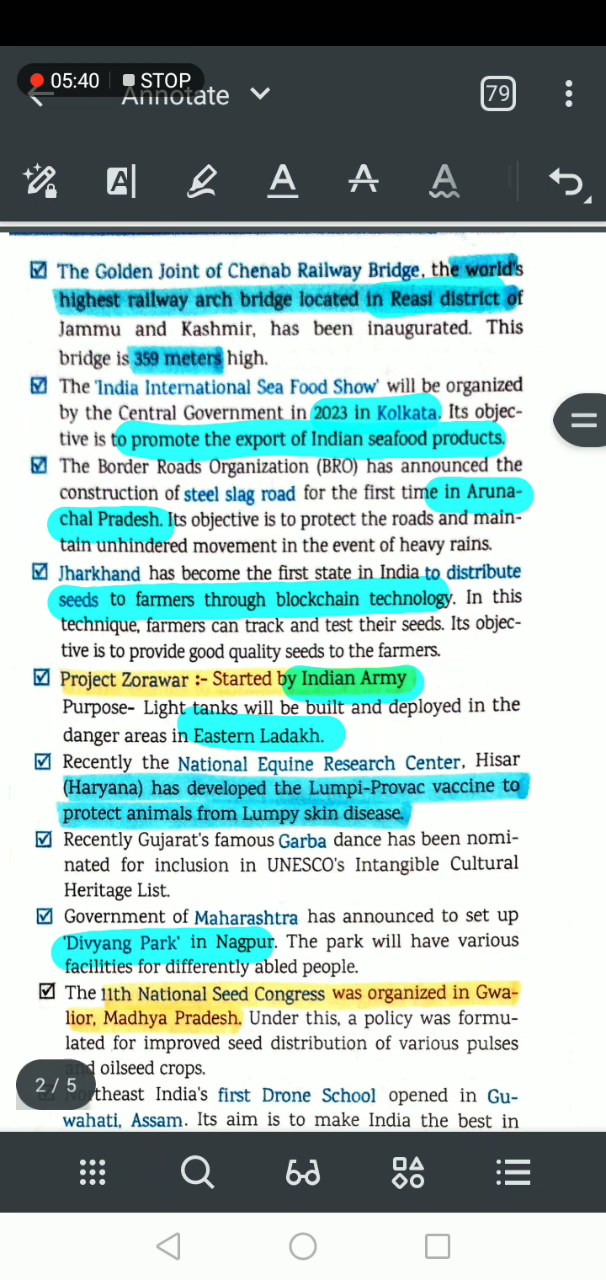 05:40 STOP
Annotate
79
The Golden Joint of Chenab Railway Bridge, the world's
highest railway arch bridge located in Reasi district of
Jammu and Kashmir, has been inaugurated. This
bridge is 359 meters high.
The 'India International Sea Food Show' will be organized
by the Central Government in 2023 in Kolkata. Its objec-
tive is to promote the export of Indian seafood products.
The Border Roads Organization (BRO) has announced the
construction of steel slag road for the first time in Aruna-
chal Pradesh. Its objective is to protect the roads and main-
tain unhindered movement in the event of heavy rains.
Jharkhand has become the first state in India to distribute
seeds to farmers through blockchain technology. In this
technique, farmers can track and test their seeds. Its objec-
tive is to provide good quality seeds to the farmers.
Project Zorawar :- Started by Indian Army
Purpose- Light tanks will be built and deployed in the
danger areas in Eastern Ladakh.
Recently the National Equine Research Center, Hisar
(Haryana) has developed the Lumpi-Provac vaccine to
protect animals from Lumpy skin disease.
Recently Gujarat's famous Garba dance has been nomi-
nated for inclusion in UNESCO's Intangible Cultural
Heritage List.
Government of Maharashtra has announced to set up
'Divyang Park' in Nagpur. The park will have various
facilities for differently abled people.
The 11th National Seed Congress was organized in Gwa-
lior, Madhya Pradesh. Under this, a policy was formu-
lated for improved seed distribution of various pulses
and oilseed crops.
2 / 5
Northeast India's first Drone School opened in Gu-
wahati, Assam. Its aim is to make India the best in